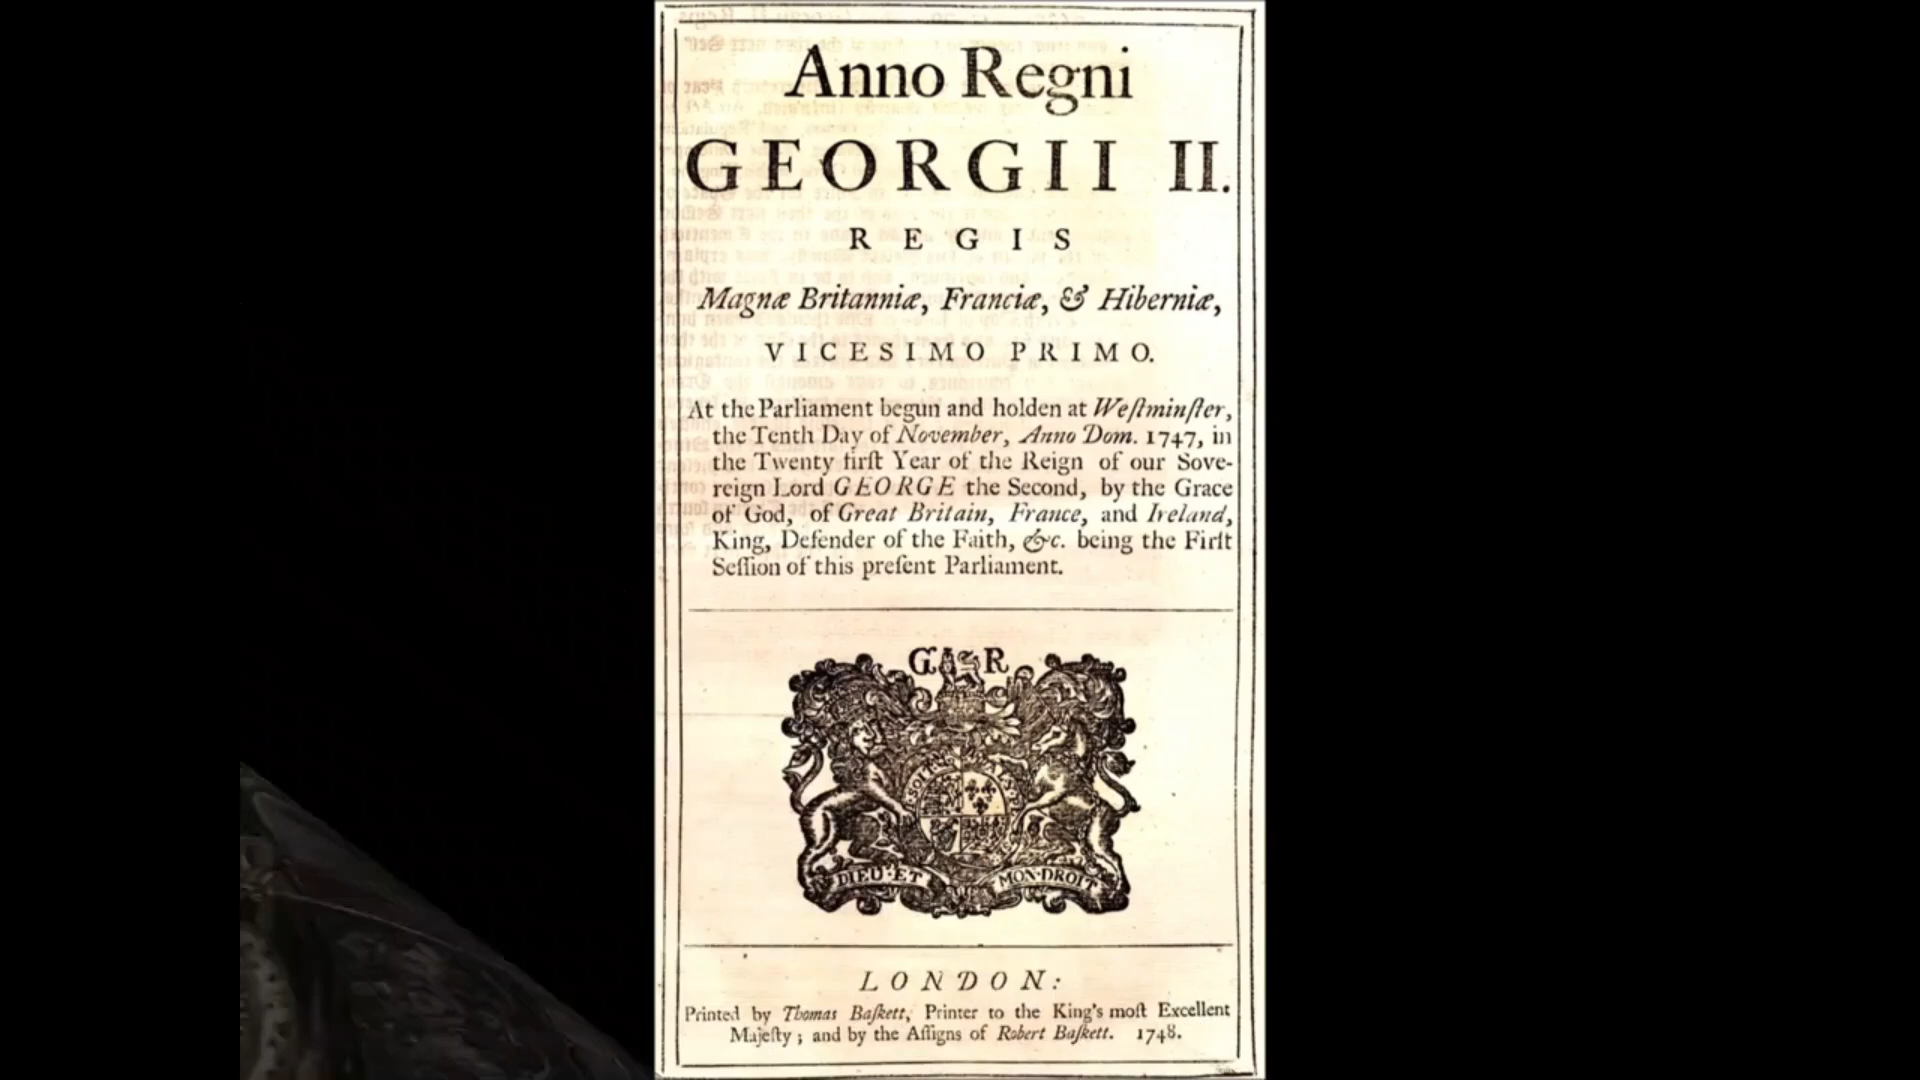 Anno Regni
GEORGII II.
REGIS
Magnæ Britanniæ, Franciæ, & Hiberniæ,
VICESIMO PRIMO.
At the Parliament begun and holden at Weſtminſter,
the Tenth Day of November, Anno Dom. 1747, in
the Twenty firſt Year of the Reign of our Sove-
reign Lord GEORGE the Second, by the Grace
of God, of Great Britain, France, and Ireland,
King, Defender of the Faith, &c. being the Firſt
Seſſion of this preſent Parliament.
G R
SOIT
DIEU·ET MON·DROIT
LONDON:
Printed by Thomas Baſkett, Printer to the King's moſt Excellent
Majeſty; and by the Aſſigns of Robert Baſkett. 1748.